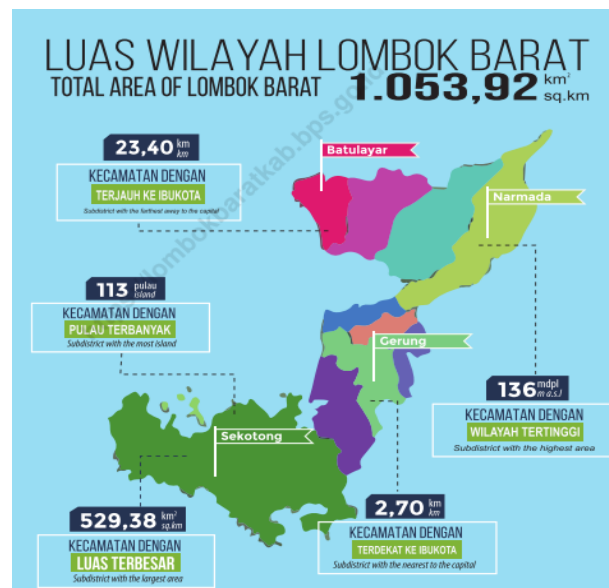 LUAS WILAYAH LOMBOK BARAT
TOTAL AREA OF LOMBOK BARAT 1.053,92 km² sq.km
23,40 km km
KECAMATAN DENGAN
TERJAUH KE IBUKOTA
Subdistrict with the farthest away to the capital
Batulayar
Narmada
113 pulau island
KECAMATAN DENGAN
PULAU TERBANYAK
Subdistrict with the most island
Gerung
136 mdpl m a.s.l
KECAMATAN DENGAN
WILAYAH TERTINGGI
Subdistrict with the highest area
Sekotong
529,38 km² sq.km
KECAMATAN DENGAN
LUAS TERBESAR
Subdistrict with the largest area
2,70 km km
KECAMATAN DENGAN
TERDEKAT KE IBUKOTA
Subdistrict with the nearest to the capital
lombokbaratkab.bps.go.id